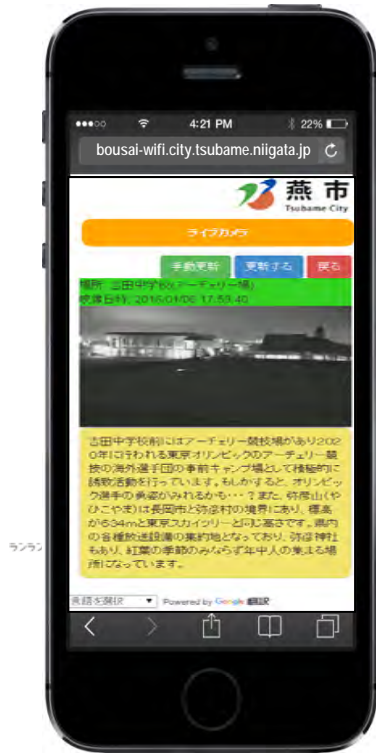 4:21 PM
22%
bousai-wifi.city.tsubame.niigata.jp
燕市
Tsubame City
ライブカメラ
手動更新 更新する 戻る
場所: 吉田中学校(アーチェリー場)
映像日時: 2016/01/06 17:59:40
吉田中学校前にはアーチェリー競技場があり202
0年に行われる東京オリンピックのアーチェリー競
技の海外選手団の事前キャンプ場として積極的に
誘致活動を行っています。もしかすると、オリンピッ
ク選手の勇姿がみれるかも・・・?また、弥彦山(や
ひこやま)は長岡市と弥彦村の境界にあり、標高
が634mと東京スカイツリーと同じ高さです。県内
の各種放送設備の集約地となっており、弥彦神社
もあり、紅葉の季節のみならず年中人の集まる場
所になっています。
ランラン
言語を選択 Powered by Google 翻訳